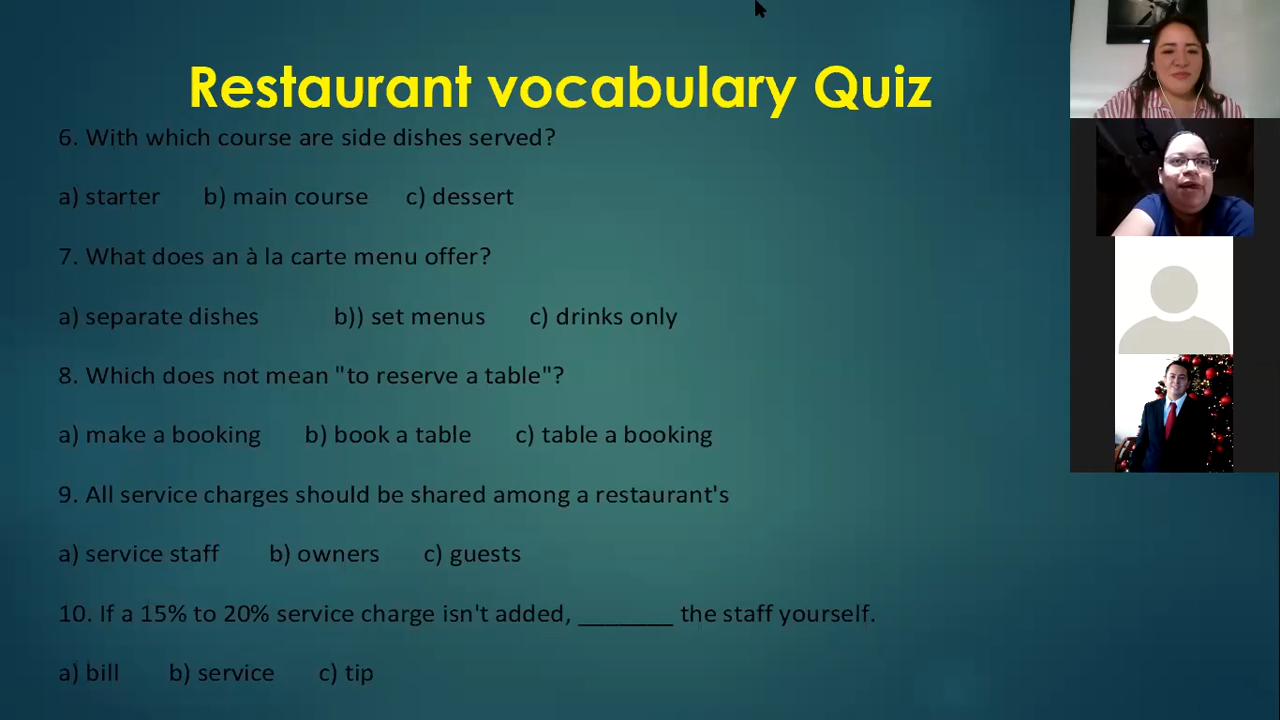 Restaurant vocabulary Quiz
6. With which course are side dishes served?
a) starter b) main course c) dessert
7. What does an à la carte menu offer?
a) separate dishes b)) set menus c) drinks only
8. Which does not mean "to reserve a table"?
a) make a booking b) book a table c) table a booking
9. All service charges should be shared among a restaurant's
a) service staff b) owners c) guests
10. If a 15% to 20% service charge isn't added, _______ the staff yourself.
a) bill b) service c) tip